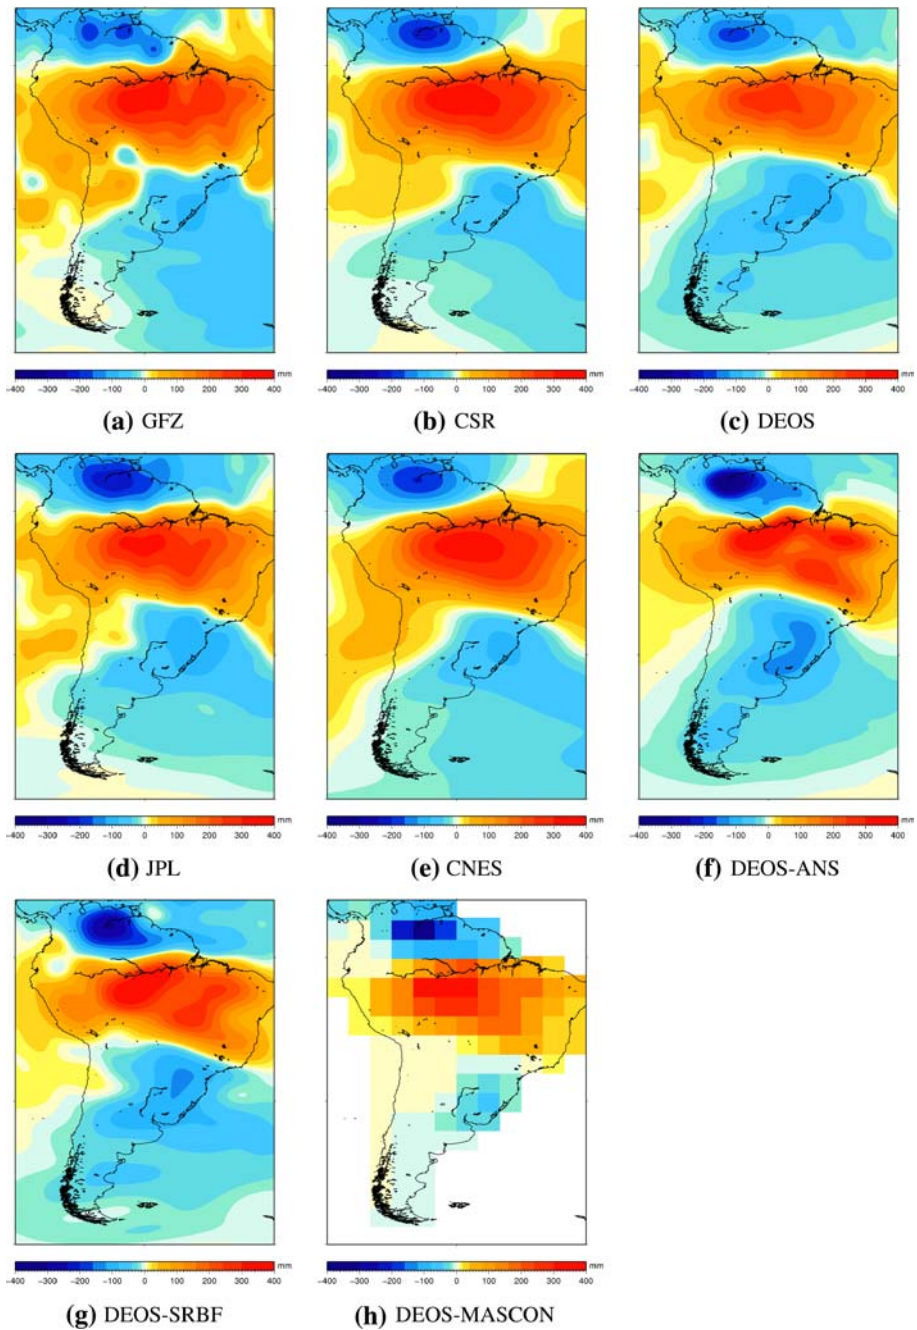 −400 −300 −200 −100 0 100 200 300 400 mm
−400 −300 −200 −100 0 100 200 300 400 mm
−400 −300 −200 −100 0 100 200 300 400 mm
(a) GFZ
(b) CSR
(c) DEOS
−400 −300 −200 −100 0 100 200 300 400 mm
−400 −300 −200 −100 0 100 200 300 400 mm
−400 −300 −200 −100 0 100 200 300 400 mm
(d) JPL
(e) CNES
(f) DEOS-ANS
−400 −300 −200 −100 0 100 200 300 400 mm
−400 −300 −200 −100 0 100 200 300 400 mm
(g) DEOS-SRBF
(h) DEOS-MASCON